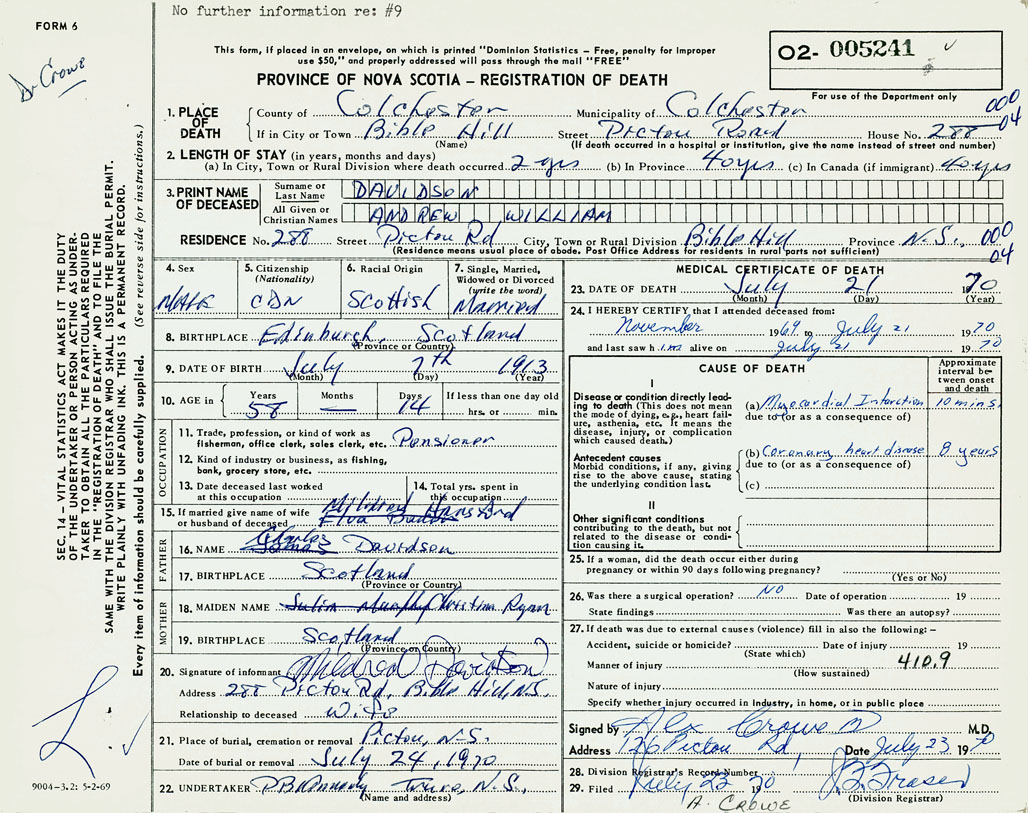 No further information re: #9
FORM 6
Dr Crowe
This form, if placed in an envelope, on which is printed "Dominion Statistics – Free, penalty for improper
use $50," and properly addressed will pass through the mail "FREE"
O2- 005241
For use of the Department only
PROVINCE OF NOVA SCOTIA – REGISTRATION OF DEATH
000
04
1. PLACE OF DEATH
County of Colchester Municipality of Colchester
If in City or Town Bible Hill Street Pictou Road House No. 288
(Name) (If death occurred in a hospital or institution, give the name instead of street and number)
2. LENGTH OF STAY (in years, months and days)
(a) In City, Town or Rural Division where death occurred 2 yrs (b) In Province 40 yrs (c) In Canada (if immigrant) 40 yrs
3. PRINT NAME OF DECEASED
Surname or Last Name DAVIDSON
All Given or Christian Names ANDREW WILLIAM
RESIDENCE No. 288 Street Pictou Rd City, Town or Rural Division Bible Hill Province N.S.,
(Residence means usual place of abode. Post Office Address for residents in rural parts not sufficient)
000
04
4. Sex
MALE
5. Citizenship
(Nationality)
CDN
6. Racial Origin
Scottish
7. Single, Married,
Widowed or Divorced
(write the word)
Married
8. BIRTHPLACE Edinburgh, Scotland
(Province or Country)
9. DATE OF BIRTH July 7th 1913
(Month) (Day) (Year)
10. AGE in
Years Months Days If less than one day old
58 — 14 hrs. or min.
OCCUPATION
11. Trade, profession, or kind of work as
fisherman, office clerk, sales clerk, etc. Pensioner
12. Kind of industry or business, as fishing,
bank, grocery store, etc.
13. Date deceased last worked
at this occupation
14. Total yrs. spent in
this occupation
15. If married give name of wife
or husband of deceased Mildred Hansford
FATHER
16. NAME Charles Davidson
17. BIRTHPLACE Scotland
(Province or Country)
MOTHER
18. MAIDEN NAME Julia Murphy Christina Ryan
19. BIRTHPLACE Scotland
(Province or Country)
20. Signature of informant Mildred Davidson
Address 288 Pictou Rd, Bible Hill, N.S.
Relationship to deceased Wife
21. Place of burial, cremation or removal Pictou, N.S.
Date of burial or removal July 24, 1970
22. UNDERTAKER Truro, N.S.,
(Name and address)
MEDICAL CERTIFICATE OF DEATH
23. DATE OF DEATH July 21 1970
(Month) (Day) (Year)
24. I HEREBY CERTIFY that I attended deceased from:
November 1969 to July 21 1970
and last saw him alive on July 21 1970
CAUSE OF DEATH
Approximate
interval between
onset
and death
I
Disease or condition directly leading
to death (This does not
mean the mode of dying, e.g., heart failure,
asthenia, etc. It means the
disease, injury, or complication
which caused death.)
(a) Myocardial Infarction 10 mins.
due to (or as a consequence of)
Antecedent causes
Morbid conditions, if any, giving
rise to the above cause, stating
the underlying condition last.
(b) Coronary heart disease 8 years
due to (or as a consequence of)
(c)
II
Other significant conditions
contributing to the death, but not
related to the disease or condition
causing it.
25. If a woman, did the death occur either during
pregnancy or within 90 days following pregnancy?
(Yes or No)
26. Was there a surgical operation? NO Date of operation 19
State findings Was there an autopsy?
27. If death was due to external causes (violence) fill in also the following:–
Accident, suicide or homicide? Date of injury 19
(State which)
410.9
Manner of injury
(How sustained)
Nature of injury
Specify whether injury occurred in Industry, in home, or in public place
Signed by Alex Crowe M.D.
Address 126 Pictou Rd, Date July 23 1970
28. Division Registrar's Record Number
29. Filed July 23 1970 J. B. Fraser
(Division Registrar)
A. CROWE
SEC. 14 – VITAL STATISTICS ACT MAKES IT THE DUTY
OF THE UNDERTAKER OR PERSON ACTING AS UNDERTAKER
TO OBTAIN ALL THE PARTICULARS REQUIRED
IN THE "REGISTRATION OF DEATH" AND TO FILE THE
SAME WITH THE DIVISION REGISTRAR WHO SHALL ISSUE THE BURIAL PERMIT.
WRITE PLAINLY WITH UNFADING INK. THIS IS A PERMANENT RECORD.
Every item of information should be carefully supplied. (See reverse side for instructions.)
9004-3.2: 5-2-69